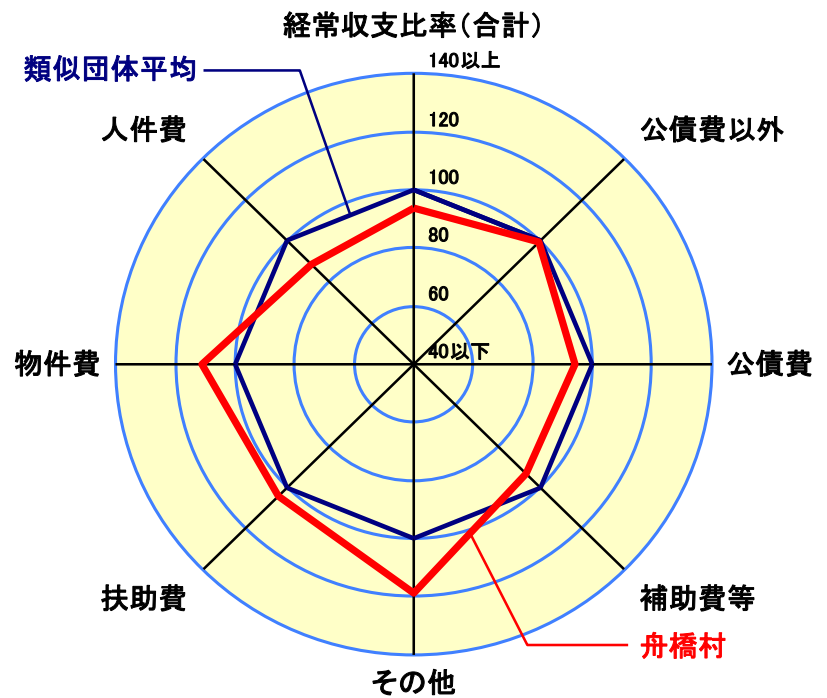 経常収支比率（合計）
140以上
類似団体平均
人件費
120
公債費以外
100
80
60
40以下
物件費
公債費
扶助費
補助費等
舟橋村
その他